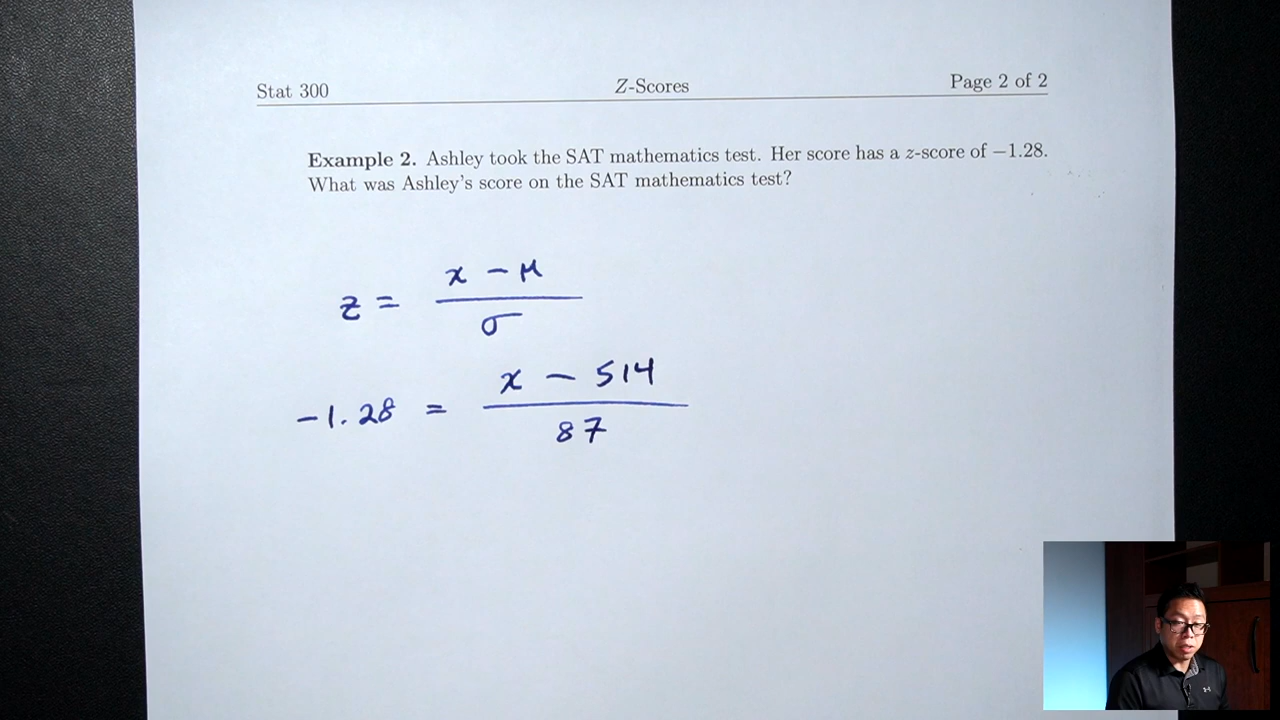 Stat 300 Z-Scores Page 2 of 2
Example 2. Ashley took the SAT mathematics test. Her score has a z-score of −1.28.
What was Ashley's score on the SAT mathematics test?
z = x − μ / σ
−1.28 = x − 514 / 87